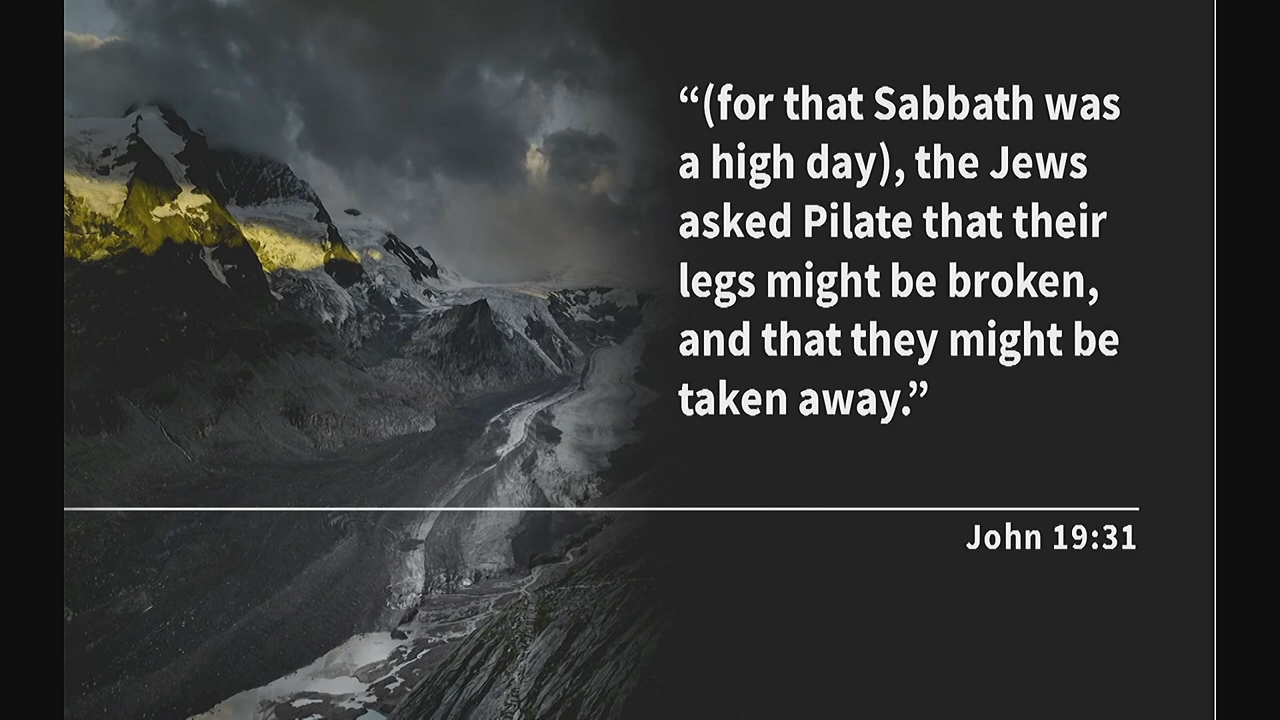 “(for that Sabbath was
a high day), the Jews
asked Pilate that their
legs might be broken,
and that they might be
taken away.”
John 19:31